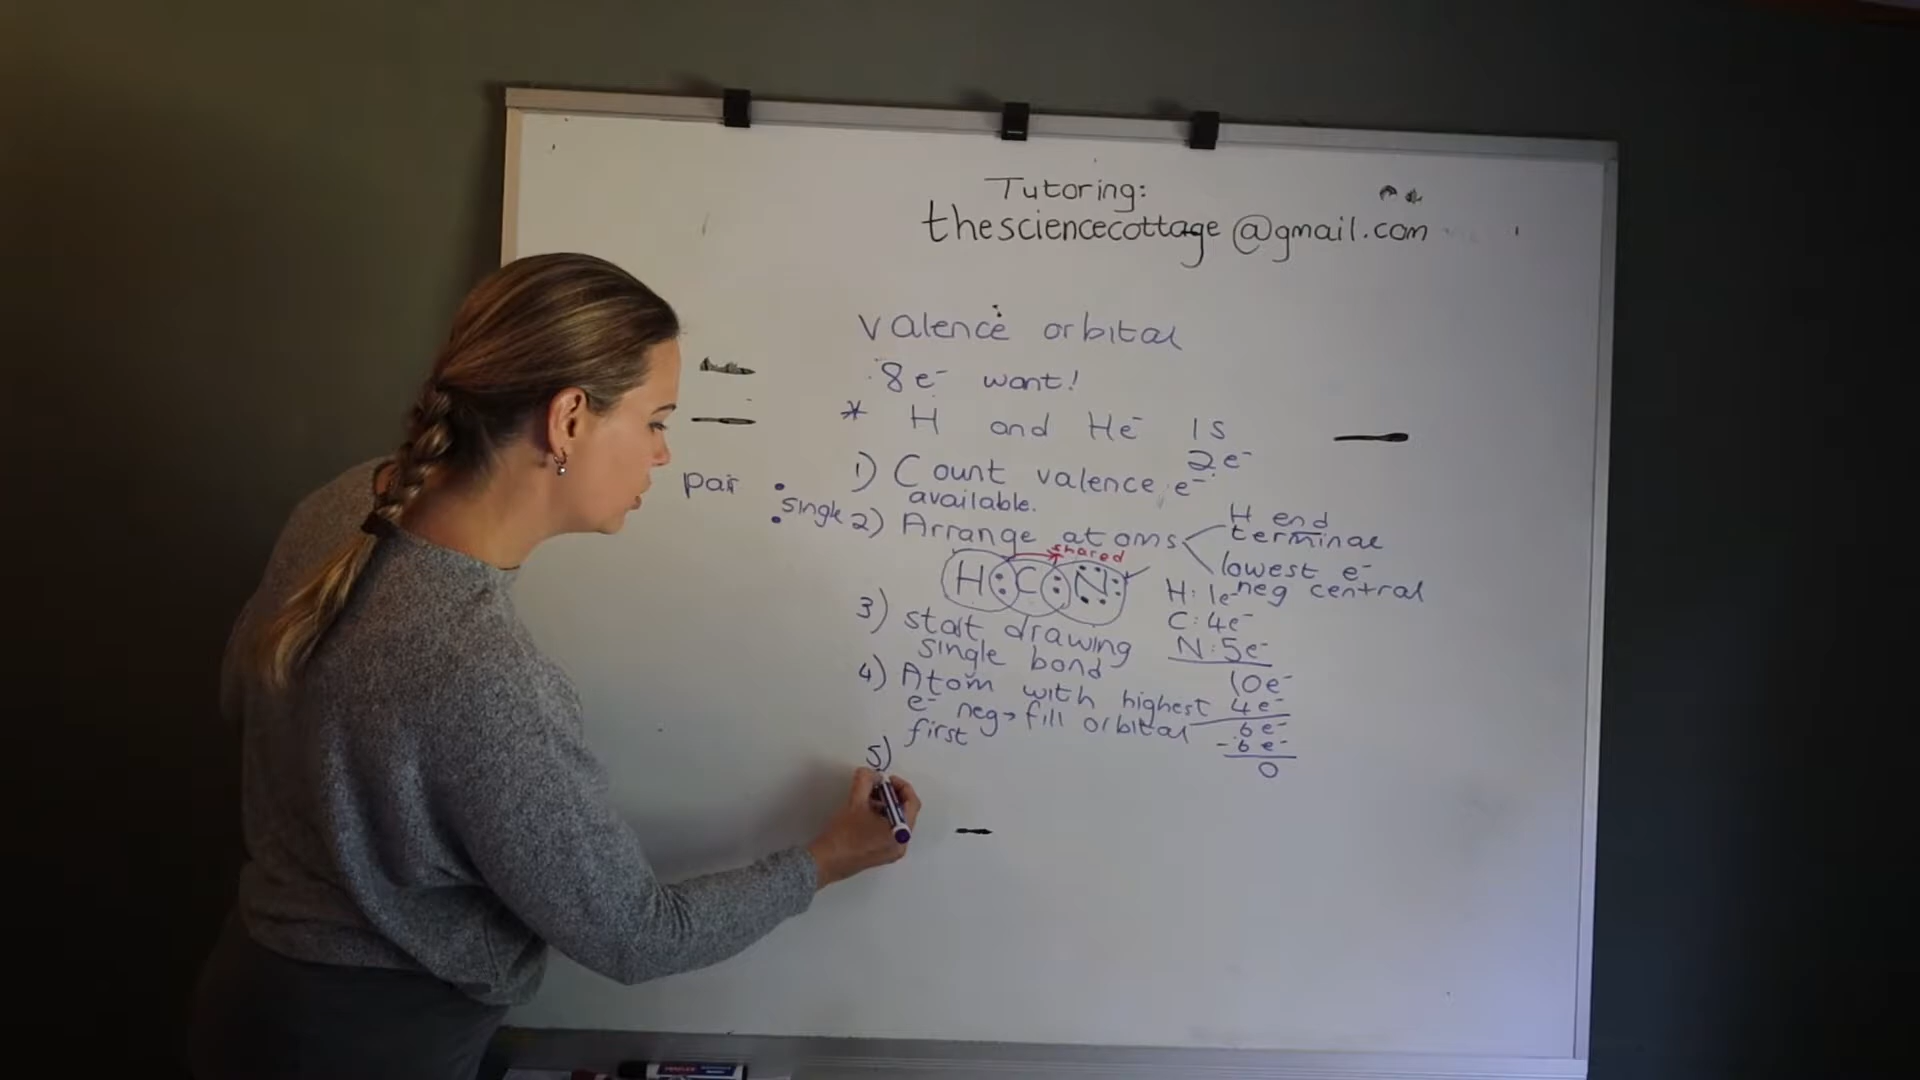 Tutoring:
thesciencecottage@gmail.com
Valence orbital
8e- want!
* H and He- 1s
2e-
pair
single
1) Count valence e-
available.
2) Arrange atoms
H end
terminal
lowest e-
neg central
shared
H:C:N
H: 1e-
C: 4e-
N: 5e-
10e-
4e-
6e-
-6e-
0
3) start drawing
single bond
4) Atom with highest
e- neg→fill orbital
first
5)